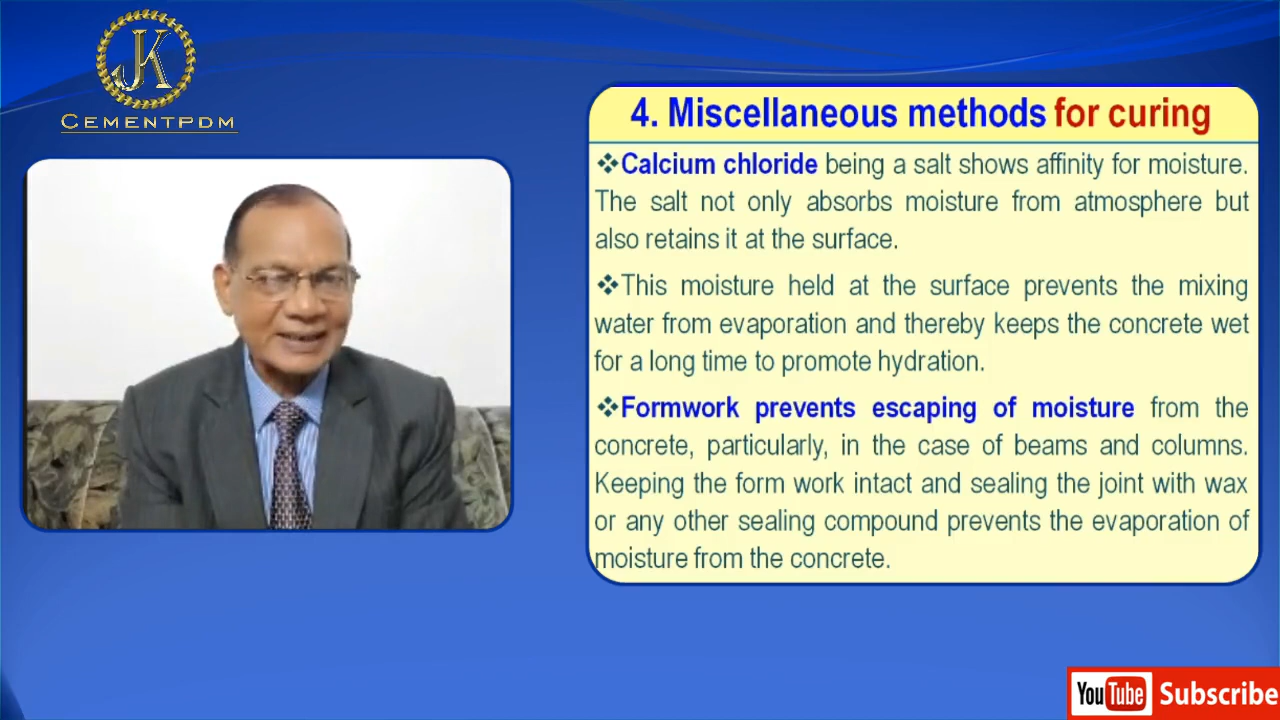 JK
CEMENTPDM
4. Miscellaneous methods for curing
❖Calcium chloride being a salt shows affinity for moisture.
The salt not only absorbs moisture from atmosphere but
also retains it at the surface.
❖This moisture held at the surface prevents the mixing
water from evaporation and thereby keeps the concrete wet
for a long time to promote hydration.
❖Formwork prevents escaping of moisture from the
concrete, particularly, in the case of beams and columns.
Keeping the form work intact and sealing the joint with wax
or any other sealing compound prevents the evaporation of
moisture from the concrete.
YouTube Subscribe